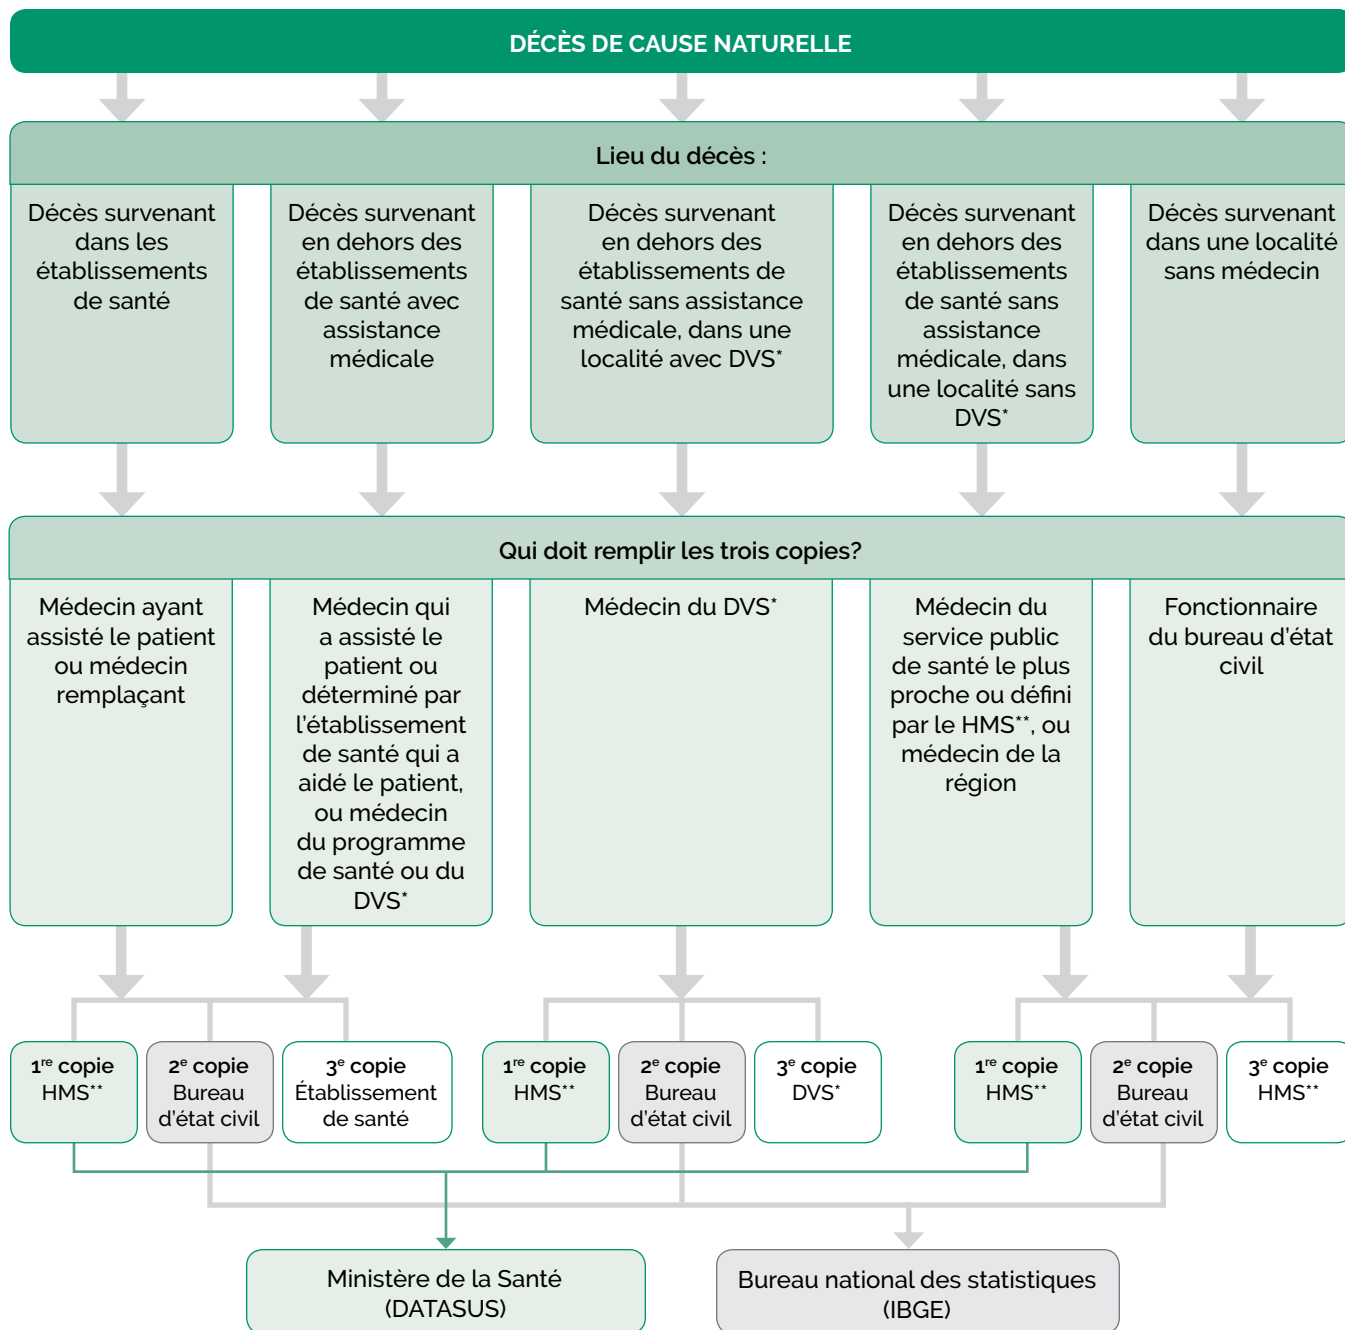 DÉCÈS DE CAUSE NATURELLE
Lieu du décès :
Décès survenant
dans les
établissements
de santé
Décès survenant
en dehors des
établissements
de santé avec
assistance
médicale
Décès survenant
en dehors des
établissements de
santé sans assistance
médicale, dans une
localité avec DVS*
Décès survenant
en dehors des
établissements
de santé sans
assistance
médicale, dans
une localité sans
DVS*
Décès survenant
dans une localité
sans médecin
Qui doit remplir les trois copies?
Médecin ayant
assisté le patient
ou médecin
remplaçant
Médecin qui
a assisté le
patient ou
déterminé par
l'établissement
de santé qui a
aidé le patient,
ou médecin
du programme
de santé ou du
DVS*
Médecin du DVS*
Médecin du
service public
de santé le plus
proche ou défini
par le HMS**, ou
médecin de la
région
Fonctionnaire
du bureau d'état
civil
1re copie
HMS**
2e copie
Bureau
d'état civil
3e copie
Établissement
de santé
1re copie
HMS**
2e copie
Bureau
d'état civil
3e copie
DVS*
1re copie
HMS**
2e copie
Bureau
d'état civil
3e copie
HMS**
Ministère de la Santé
(DATASUS)
Bureau national des statistiques
(IBGE)